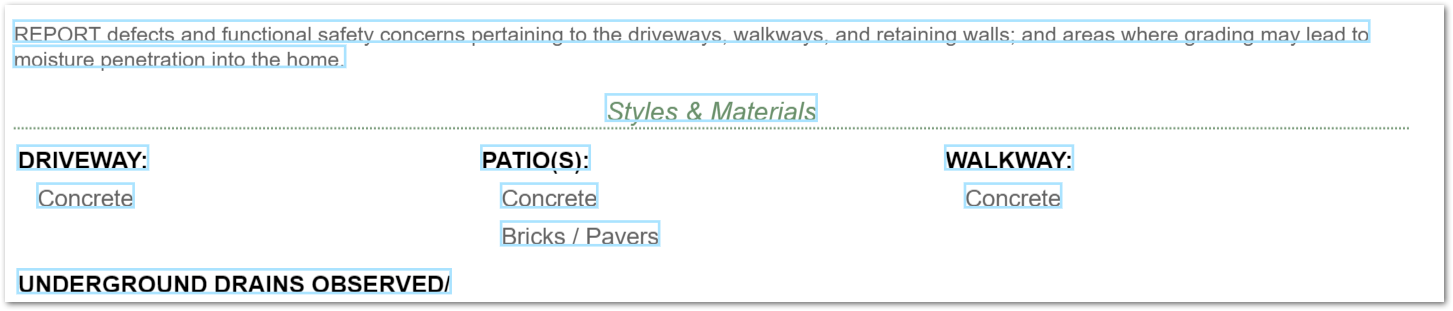 REPORT defects and functional safety concerns pertaining to the driveways, walkways, and retaining walls; and areas where grading may lead to
moisture penetration into the home.
Styles & Materials
DRIVEWAY: PATIO(S): WALKWAY:
Concrete Concrete Concrete
Bricks / Pavers
UNDERGROUND DRAINS OBSERVED/